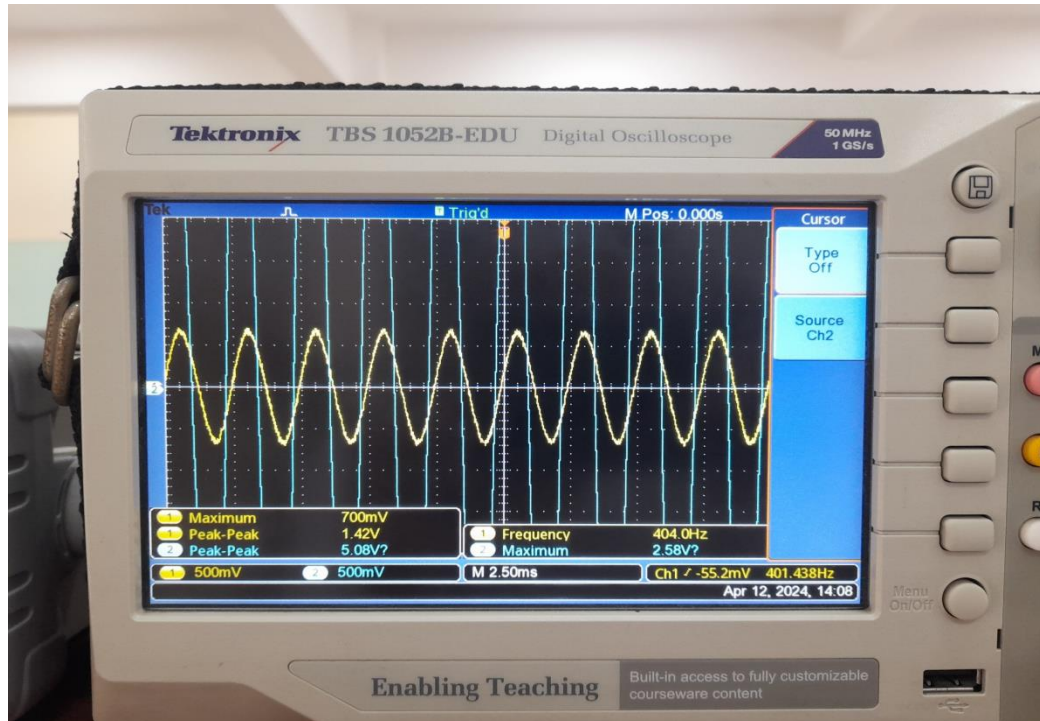 Tektronix TBS 1052B-EDU Digital Oscilloscope 50 MHz
1 GS/s
Tek Trig'd M Pos: 0.000s Cursor
Type
Off
Source
Ch2
2
1 Maximum 700mV
1 Peak-Peak 1.42V
2 Peak-Peak 5.08V?
1 Frequency 404.0Hz
2 Maximum 2.58V?
1 500mV 2 500mV M 2.50ms Ch1 -55.2mV 401.438Hz
Apr 12, 2024, 14:08
Menu
On/Off
M
R
Enabling Teaching
Built-in access to fully customizable
courseware content